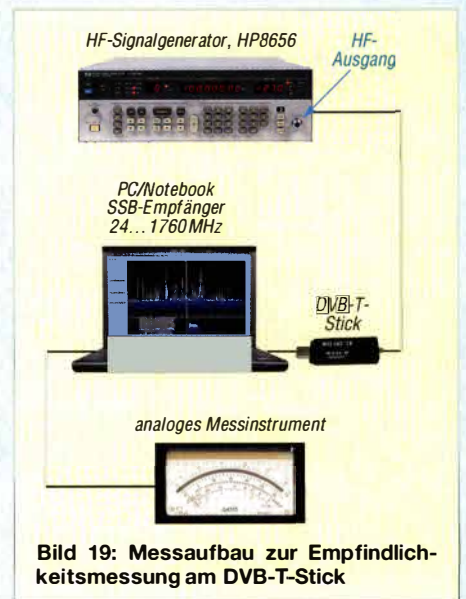 HF-Signalgenerator, HP8656
HF-
Ausgang
PC/Notebook
SSB-Empfänger
24…1760 MHz
DVB-T-
Stick
analoges Messinstrument
Bild 19: Messaufbau zur Empfindlich-
keitsmessung am DVB-T-Stick